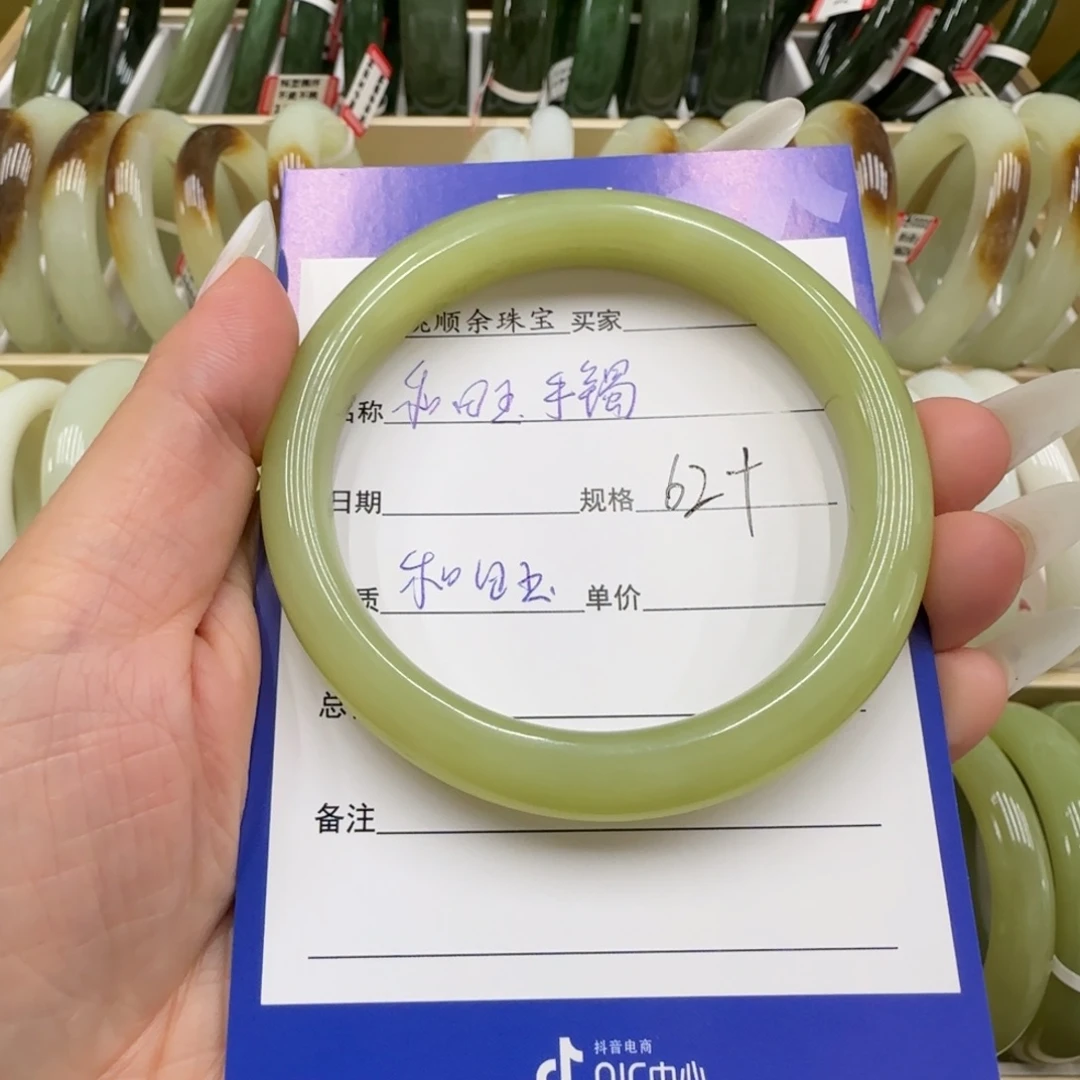 顺余珠宝 买家
名称 和田玉手镯
日期 规格 62+
质 和田玉 单价
总
备注
抖音电商
QIC中心